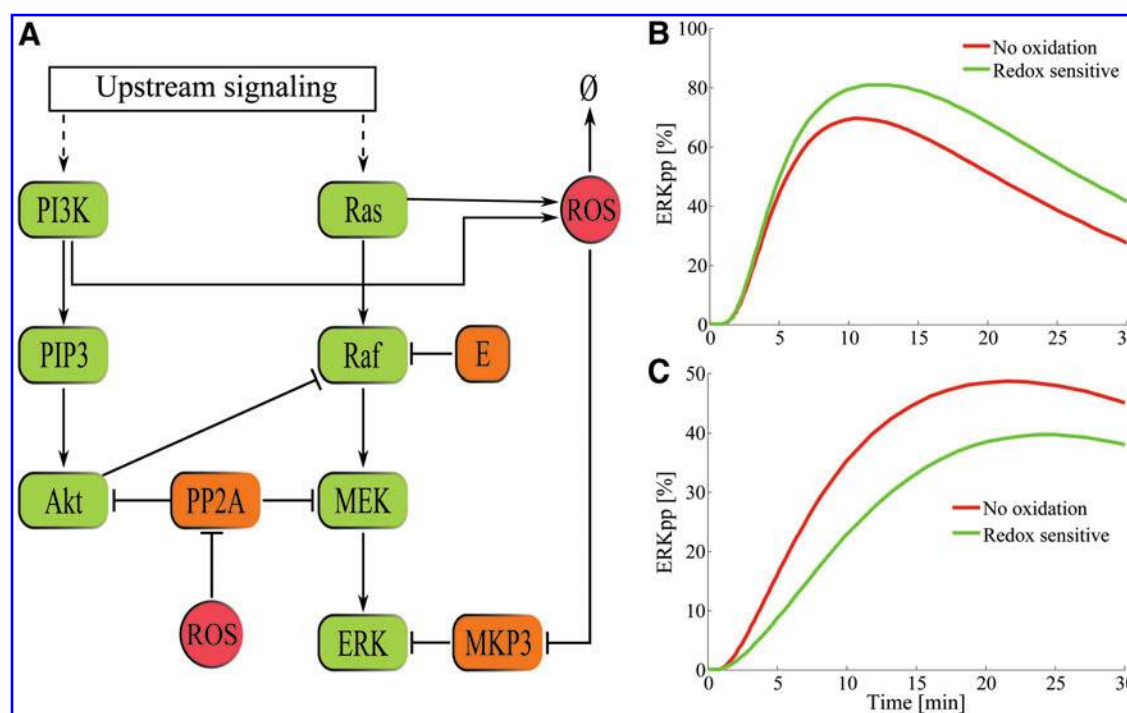 A
Upstream signaling
Ø
PI3K
Ras
ROS
PIP3
Raf
E
Akt
PP2A
MEK
ROS
ERK
MKP3
B
100
80
60
40
20
0
ERKpp [%]
No oxidation
Redox sensitive
0 5 10 15 20 25 30
C
50
40
30
20
10
0
ERKpp [%]
No oxidation
Redox sensitive
0 5 10 15 20 25 30
Time [min]